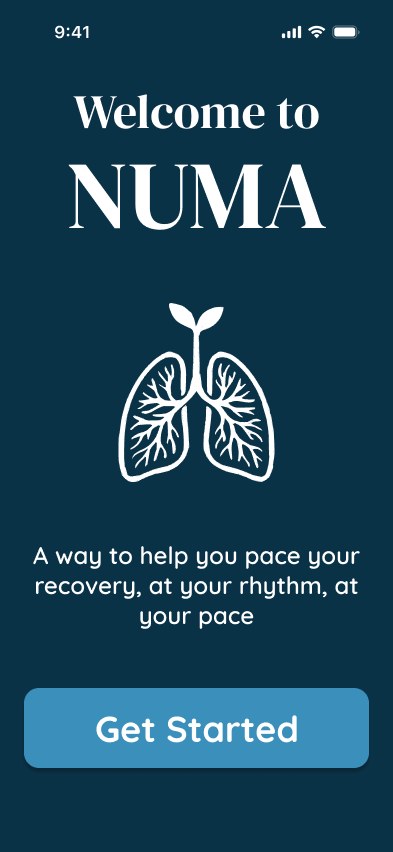 9:41
Welcome to
NUMA
A way to help you pace your
recovery, at your rhythm, at
your pace
Get Started